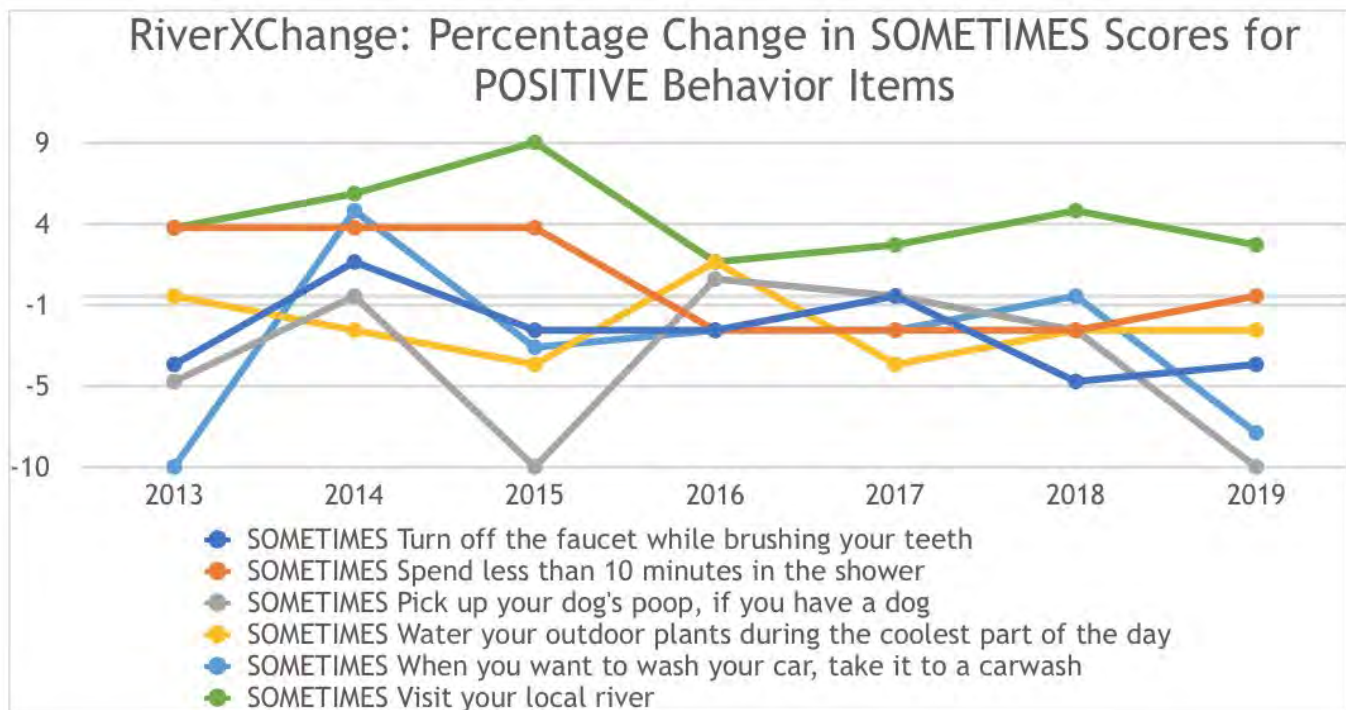 RiverXChange: Percentage Change in SOMETIMES Scores for
POSITIVE Behavior Items
9
4
-1
-5
-10
2013 2014 2015 2016 2017 2018 2019
SOMETIMES Turn off the faucet while brushing your teeth
SOMETIMES Spend less than 10 minutes in the shower
SOMETIMES Pick up your dog's poop, if you have a dog
SOMETIMES Water your outdoor plants during the coolest part of the day
SOMETIMES When you want to wash your car, take it to a carwash
SOMETIMES Visit your local river